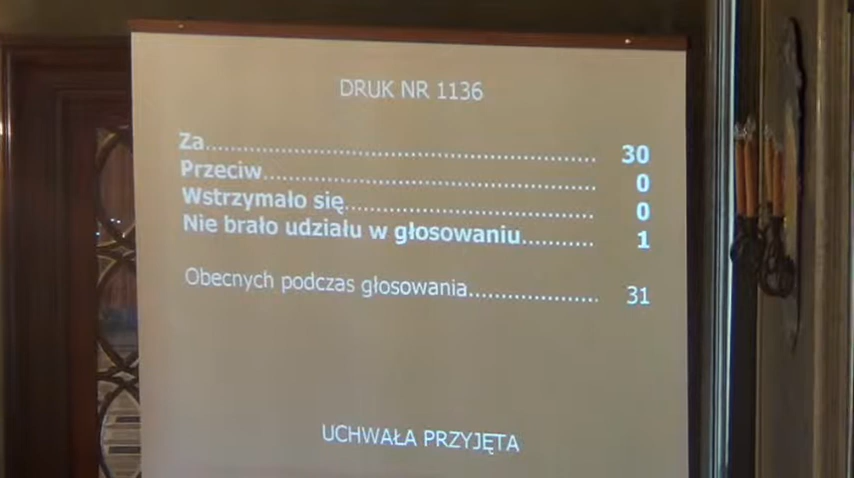 DRUK NR 1136
Za.......................................................... 30
Przeciw.................................................. 0
Wstrzymało się..................................... 0
Nie brało udziału w głosowaniu........... 1
Obecnych podczas głosowania.................... 31
UCHWAŁA PRZYJĘTA